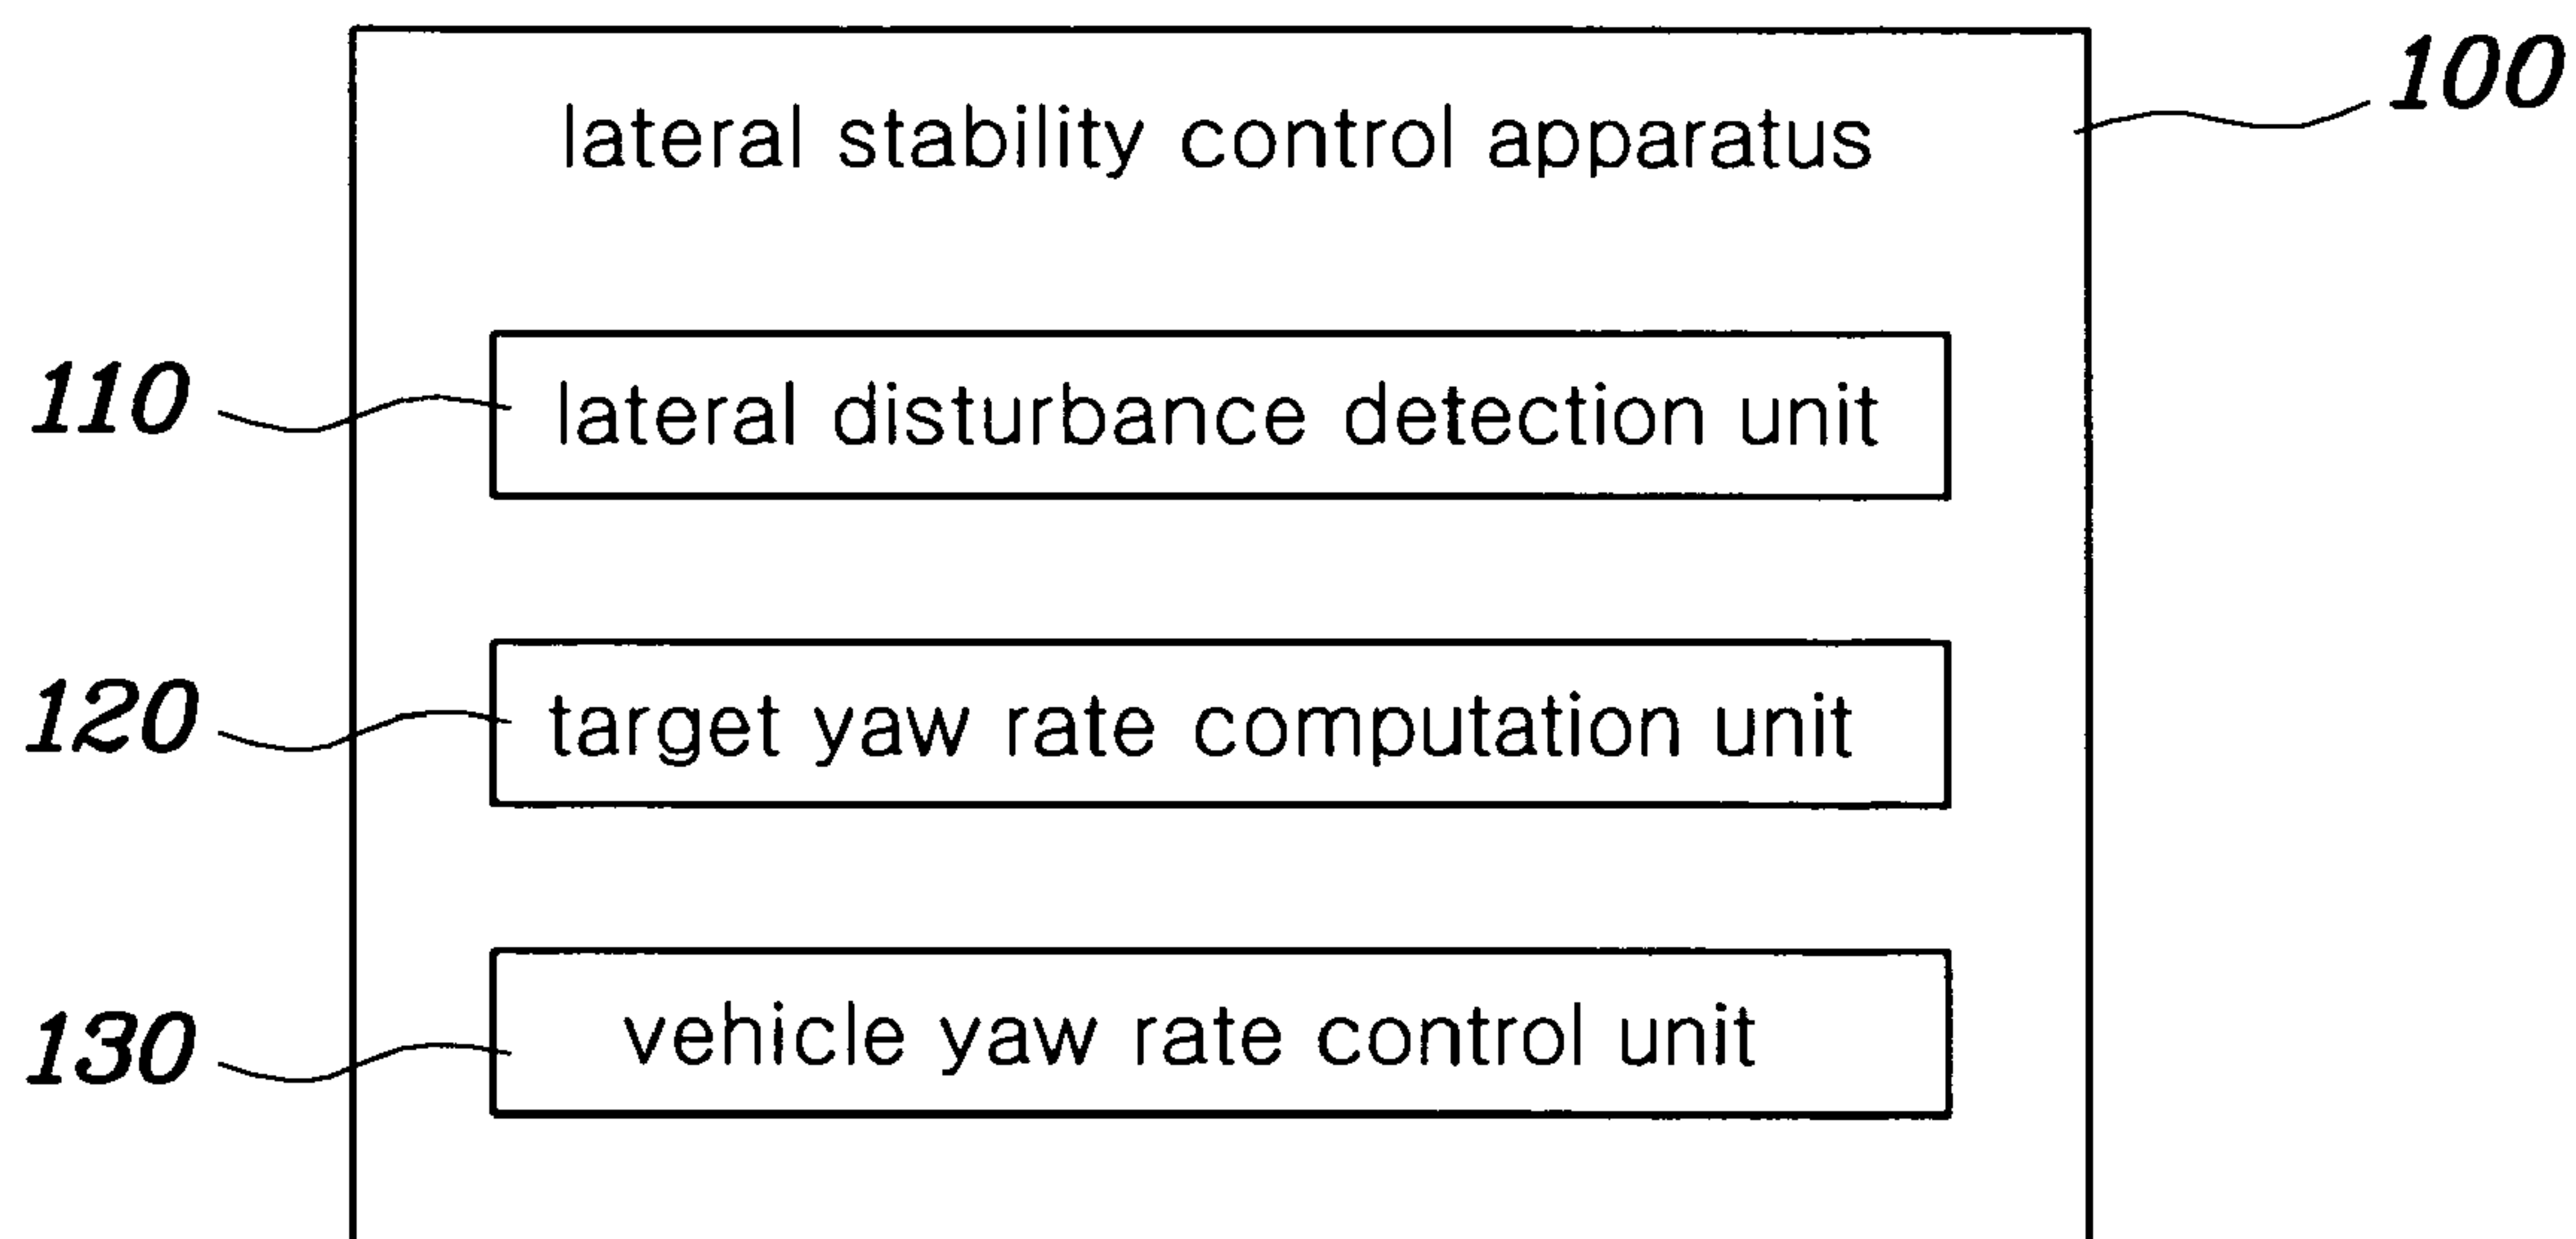 100
lateral stability control apparatus
110
lateral disturbance detection unit
120
target yaw rate computation unit
130
vehicle yaw rate control unit